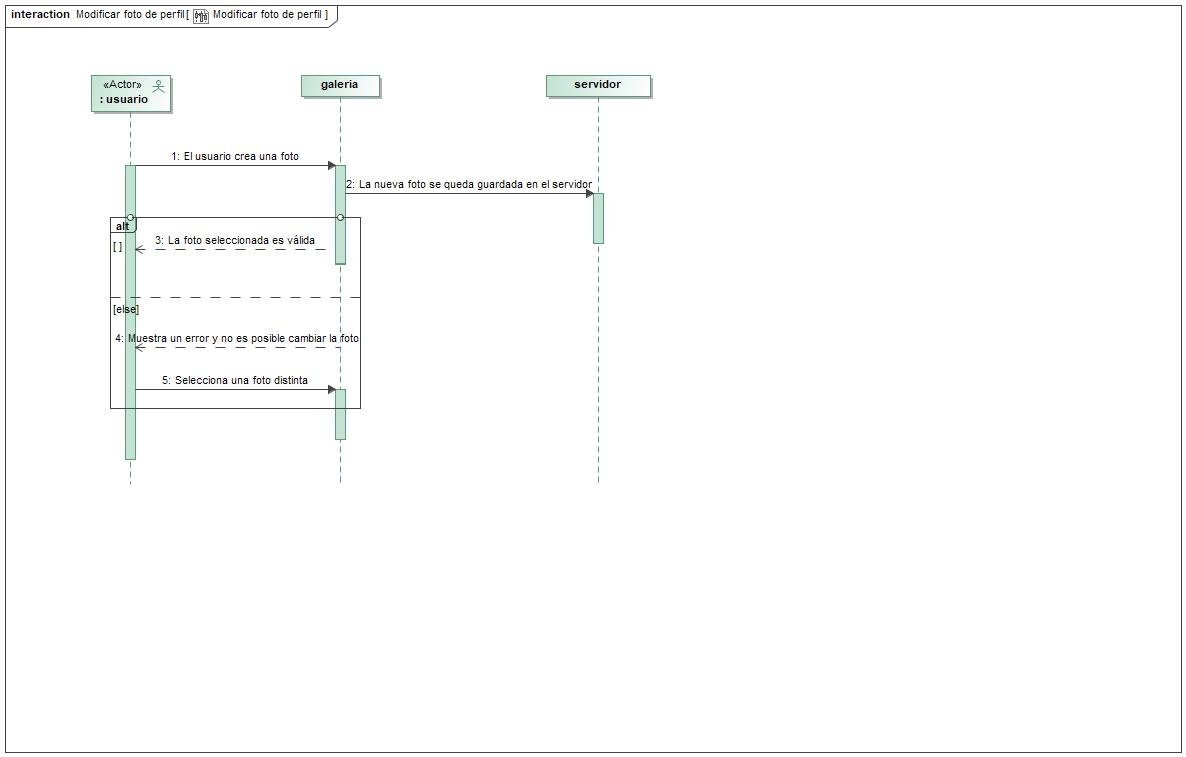 interaction Modificar foto de perfil[ Modificar foto de perfil ]
«Actor»
: usuario
galeria
servidor
1: El usuario crea una foto
2: La nueva foto se queda guardada en el servidor
alt
[ ]
3: La foto seleccionada es válida
[else]
4: Muestra un error y no es posible cambiar la foto
5: Selecciona una foto distinta